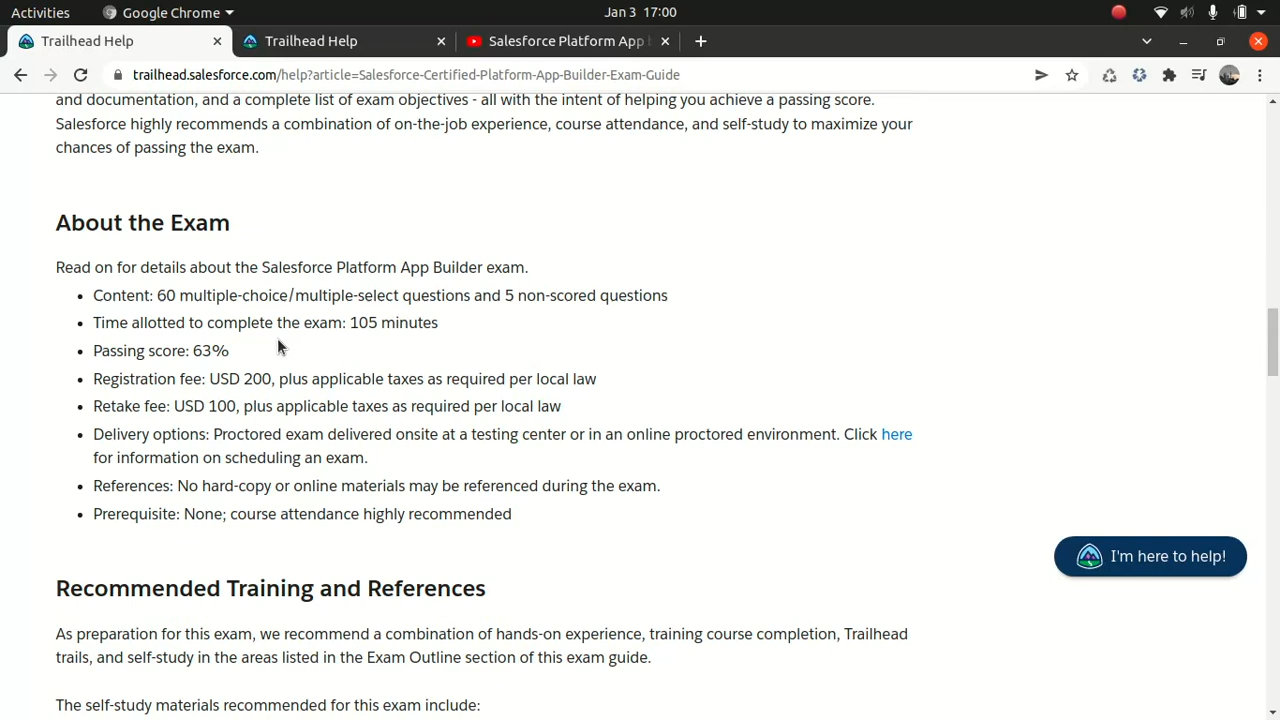 Activities
Google Chrome
Jan 3 17:00
Trailhead Help
Trailhead Help
Salesforce Platform App
trailhead.salesforce.com/help?article=Salesforce-Certified-Platform-App-Builder-Exam-Guide
and documentation, and a complete list of exam objectives - all with the intent of helping you achieve a passing score.
Salesforce highly recommends a combination of on-the-job experience, course attendance, and self-study to maximize your
chances of passing the exam.
About the Exam
Read on for details about the Salesforce Platform App Builder exam.
• Content: 60 multiple-choice/multiple-select questions and 5 non-scored questions
• Time allotted to complete the exam: 105 minutes
• Passing score: 63%
• Registration fee: USD 200, plus applicable taxes as required per local law
• Retake fee: USD 100, plus applicable taxes as required per local law
• Delivery options: Proctored exam delivered onsite at a testing center or in an online proctored environment. Click here
for information on scheduling an exam.
• References: No hard-copy or online materials may be referenced during the exam.
• Prerequisite: None; course attendance highly recommended
I'm here to help!
Recommended Training and References
As preparation for this exam, we recommend a combination of hands-on experience, training course completion, Trailhead
trails, and self-study in the areas listed in the Exam Outline section of this exam guide.
The self-study materials recommended for this exam include: